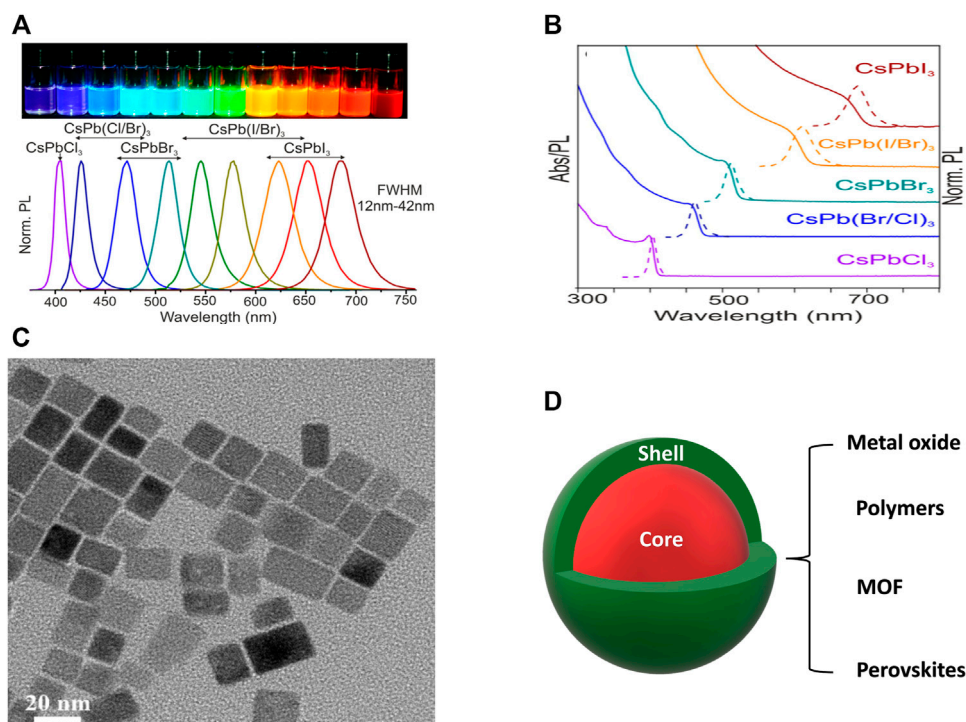 A
CsPb(Cl/Br)₃
CsPb(I/Br)₃
CsPbCl₃
CsPbBr₃
CsPbI₃
FWHM
12nm-42nm
Norm. PL
400 450 500 550 600 650 700 750
Wavelength (nm)
B
Abs/PL
CsPbI₃
CsPb(I/Br)₃
CsPbBr₃
CsPb(Br/Cl)₃
CsPbCl₃
Norm. PL
300 500 700
Wavelength (nm)
C
20 nm
D
Shell
Core
Metal oxide
Polymers
MOF
Perovskites